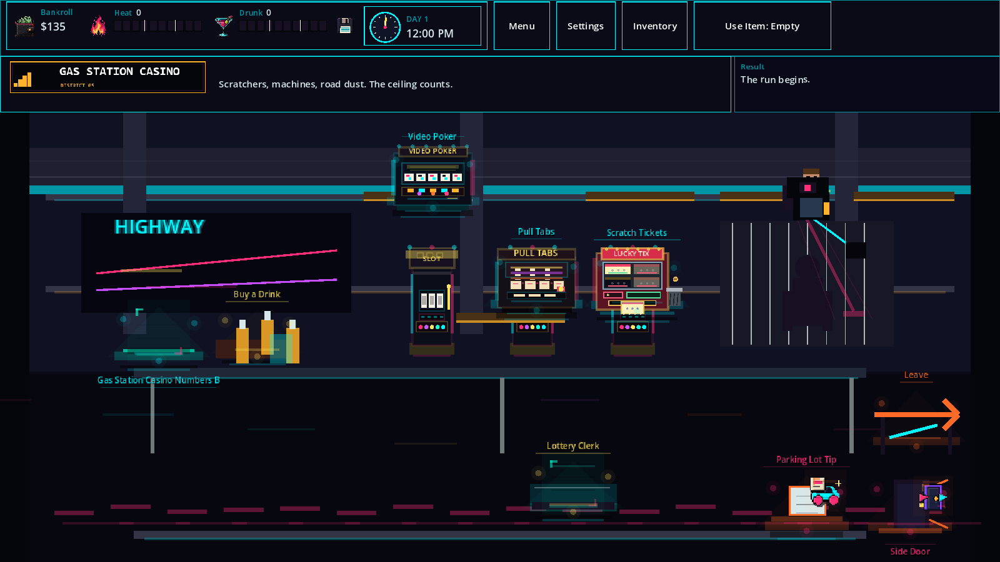 Bankroll
$135
Heat 0
Drunk 0
DAY 1
12:00 PM
Menu
Settings
Inventory
Use Item: Empty
GAS STATION CASINO
DISTRICT 05
Scratchers, machines, road dust. The ceiling counts.
Result
The run begins.
Video Poker
VIDEO POKER
HIGHWAY
Pull Tabs
Scratch Tickets
SLOT
PULL TABS
LUCKY TIX
Buy a Drink
Gas Station Casino Numbers B
Leave
Lottery Clerk
Parking Lot Tip
Side Door